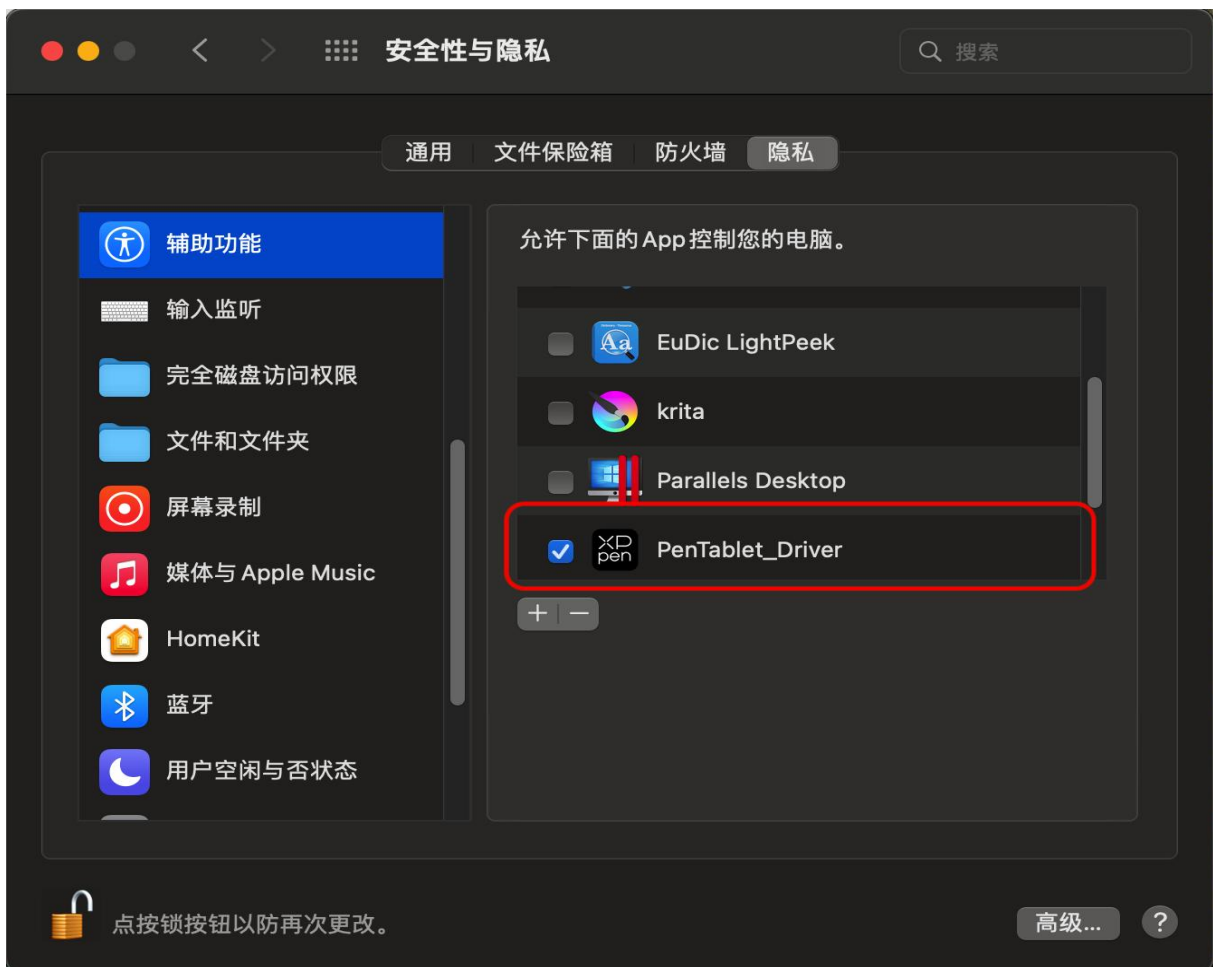 安全性与隐私
搜索
通用
文件保险箱
防火墙
隐私
辅助功能
输入监听
完全磁盘访问权限
文件和文件夹
屏幕录制
媒体与 Apple Music
HomeKit
蓝牙
用户空闲与否状态
允许下面的App控制您的电脑。
Aa
EuDic LightPeek
krita
Parallels Desktop
XP
pen
PenTablet_Driver
点按锁按钮以防再次更改。
高级...
?